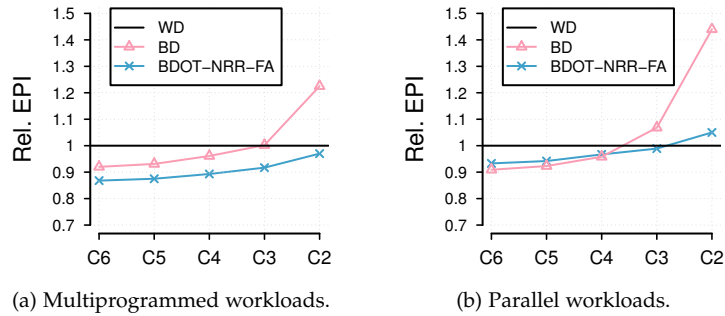 Rel. EPI
1.5
1.4
1.3
1.2
1.1
1
0.9
0.8
0.7
WD
BD
BDOT-NRR-FA
C6 C5 C4 C3 C2
(a) Multiprogrammed workloads.
Rel. EPI
1.5
1.4
1.3
1.2
1.1
1
0.9
0.8
0.7
WD
BD
BDOT-NRR-FA
C6 C5 C4 C3 C2
(b) Parallel workloads.